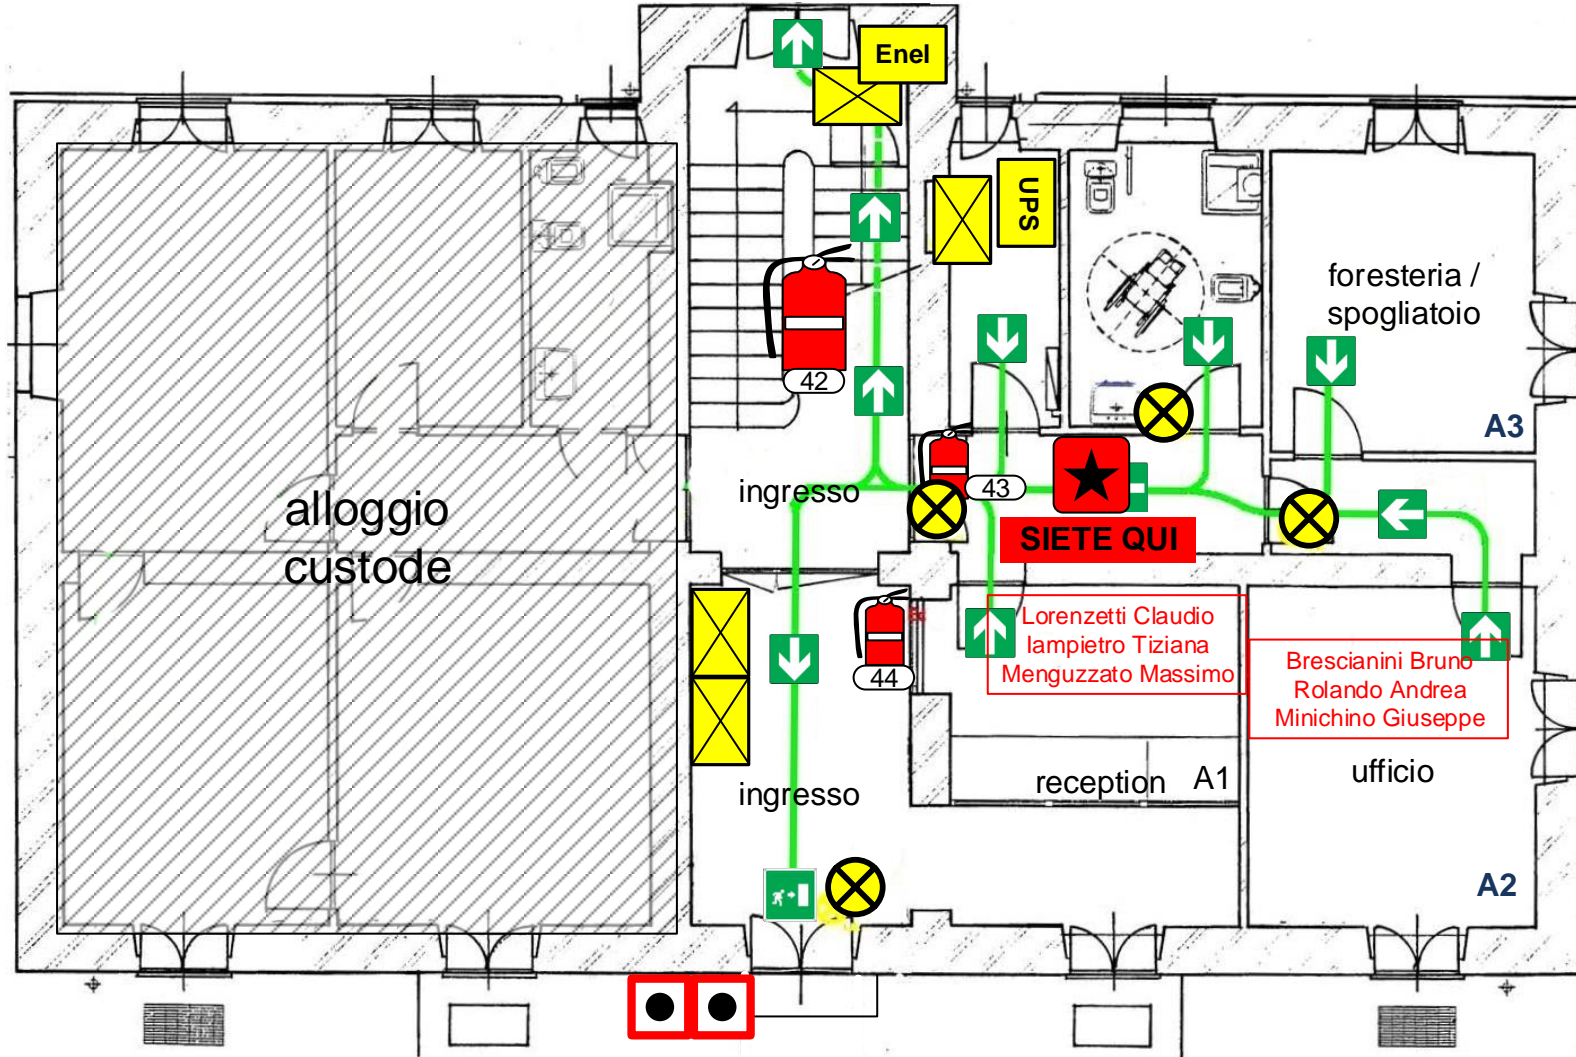 Enel
UPS
foresteria /
spogliatoio
42
A3
ingresso
43
alloggio
custode
SIETE QUI
44
Lorenzetti Claudio
Iampietro Tiziana
Menguzzato Massimo
Brescianini Bruno
Rolando Andrea
Minichino Giuseppe
ingresso
reception
A1
ufficio
A2